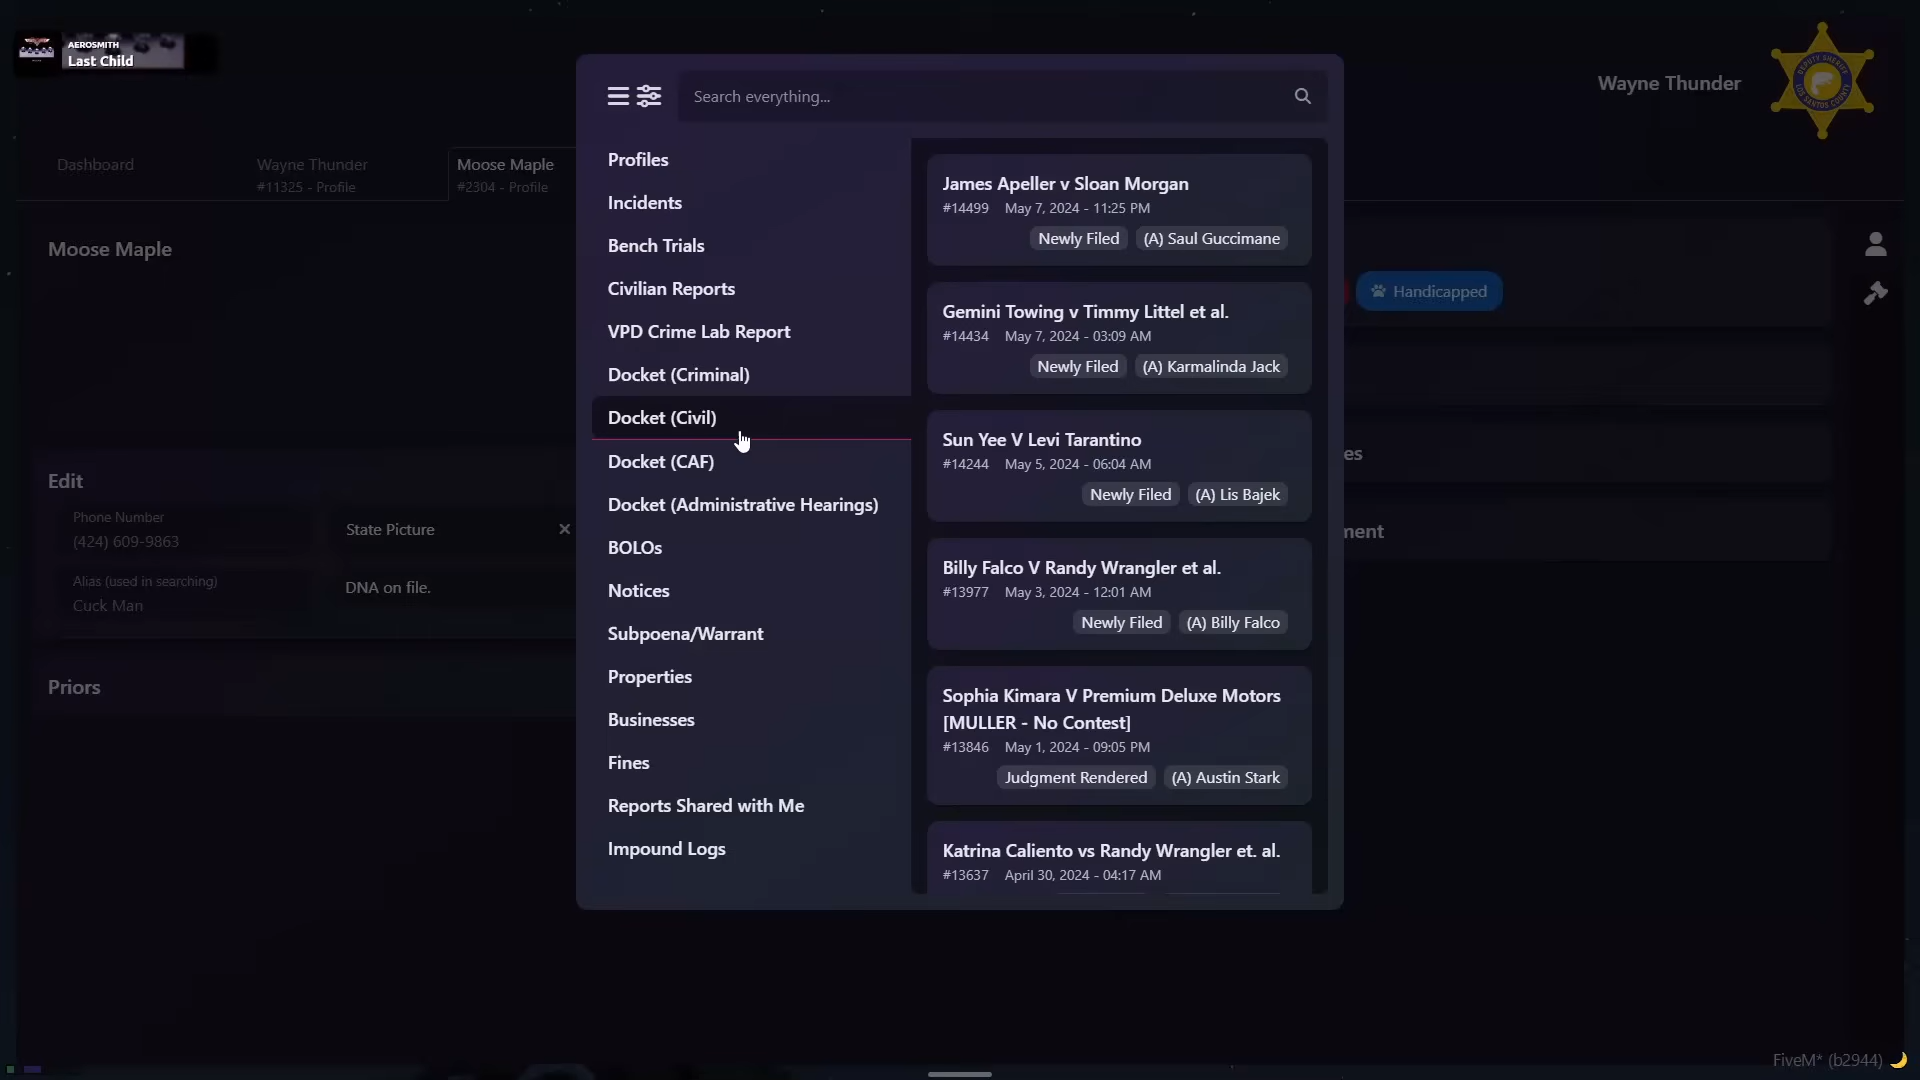 AEROSMITH
Last Child
Search everything...
Wayne Thunder
DEPUTY SHERIFF
LOS SANTOS COUNTY
Dashboard
Wayne Thunder
#11325 - Profile
Moose Maple
#2304 - Profile
Moose Maple
Handicapped
Edit
Phone Number
(424) 609-9863
Alias (used in searching)
Cuck Man
State Picture
DNA on file.
Priors
Profiles
Incidents
Bench Trials
Civilian Reports
VPD Crime Lab Report
Docket (Criminal)
Docket (Civil)
Docket (CAF)
Docket (Administrative Hearings)
BOLOs
Notices
Subpoena/Warrant
Properties
Businesses
Fines
Reports Shared with Me
Impound Logs
James Apeller v Sloan Morgan
#14499 May 7, 2024 - 11:25 PM
Newly Filed (A) Saul Guccimane
Gemini Towing v Timmy Littel et al.
#14434 May 7, 2024 - 03:09 AM
Newly Filed (A) Karmalinda Jack
Sun Yee V Levi Tarantino
#14244 May 5, 2024 - 06:04 AM
Newly Filed (A) Lis Bajek
Billy Falco V Randy Wrangler et al.
#13977 May 3, 2024 - 12:01 AM
Newly Filed (A) Billy Falco
Sophia Kimara V Premium Deluxe Motors
[MULLER - No Contest]
#13846 May 1, 2024 - 09:05 PM
Judgment Rendered (A) Austin Stark
Katrina Caliento vs Randy Wrangler et. al.
#13637 April 30, 2024 - 04:17 AM
es
ment
FiveM* (b2944)